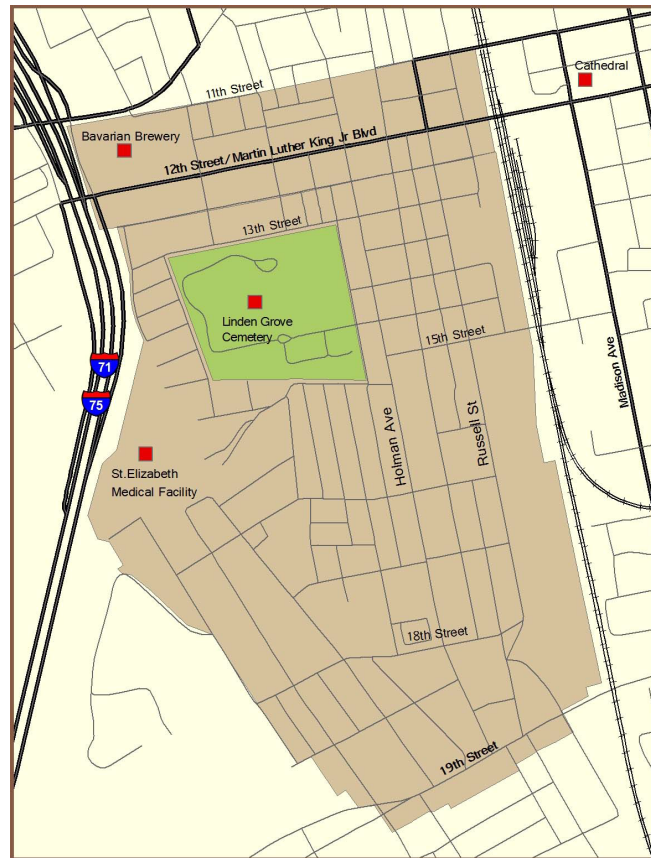 Cathedral
11th Street
Bavarian Brewery
12th Street/ Martin Luther King Jr Blvd
13th Street
Linden Grove
Cemetery
15th Street
71
75
Madison Ave
Holman Ave
Russell St
St.Elizabeth
Medical Facility
18th Street
19th Street